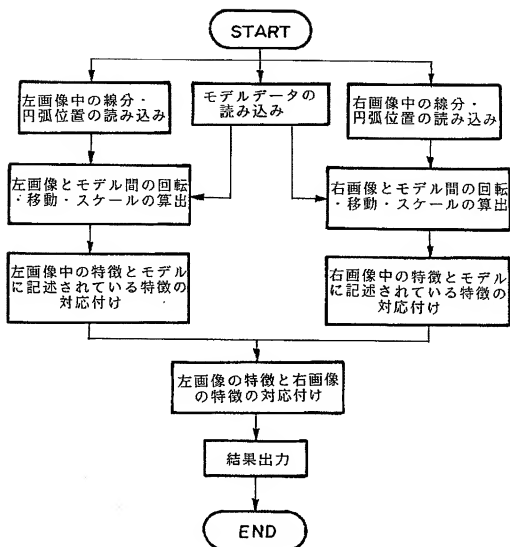 START
左画像中の線分・
円弧位置の読み込み
モデルデータの
読み込み
右画像中の線分・
円弧位置の読み込み
左画像とモデル間の回転
・移動・スケールの算出
右画像とモデル間の回転
・移動・スケールの算出
左画像中の特徴とモデル
に記述されている特徴の
対応付け
右画像中の特徴とモデル
に記述されている特徴の
対応付け
左画像の特徴と右画像
の特徴の対応付け
結果出力
END